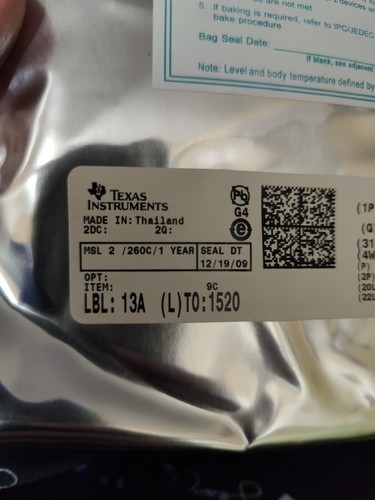 5. If baking is required, refer to IPC/JEDEC
bake procedure
Bag Seal Date:
If blank, see adjacent
Note: Level and body temperature defined by
TEXAS
INSTRUMENTS
MADE IN: Thailand
2DC: 2Q:
Pb
G4
e
MSL 2 /260C/1 YEAR
SEAL DT
12/19/09
OPT:
ITEM: 9C
LBL: 13A (L)TO:1520
(1P
(Q
(31
(4W
(P)
(2P)
(20L
(22L